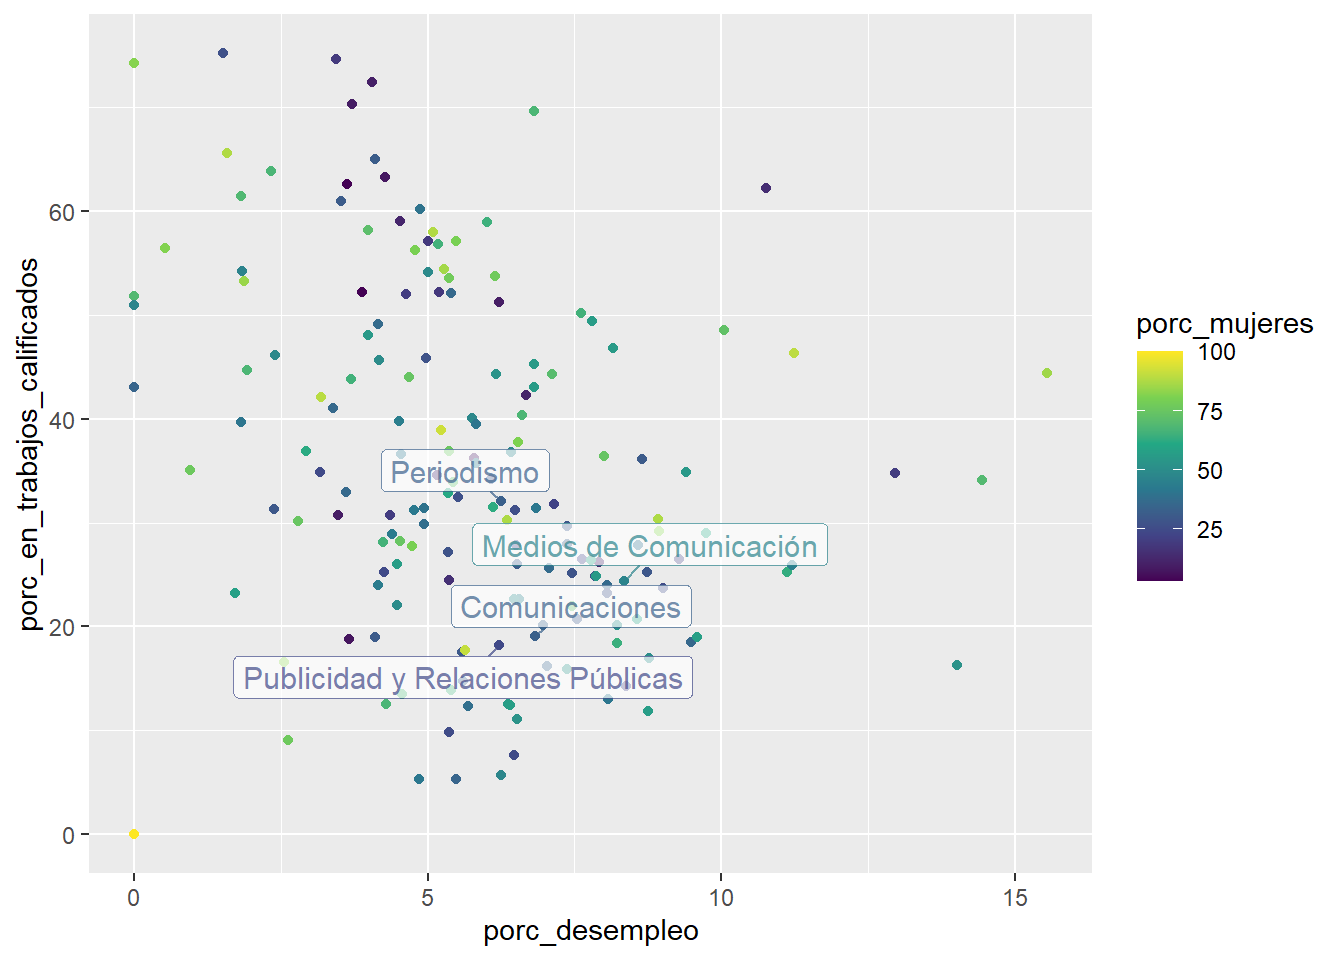 porc_en_trabajos_calificados
60
40
20
0
Periodismo
Medios de Comunicación
Comunicaciones
Publicidad y Relaciones Públicas
0
5
10
15
porc_desempleo
porc_mujeres
100
75
50
25